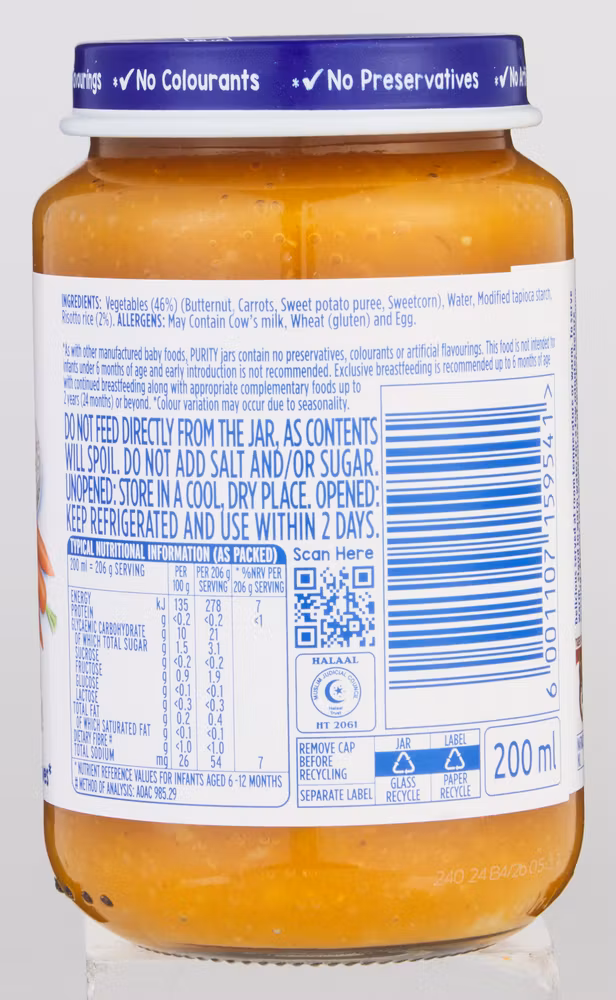 ourings *✓No Colourants *✓No Preservatives *✓No
INGREDIENTS: Vegetables (46%) (Butternut, Carrots, Sweet potato puree, Sweetcorn), Water, Modified tapioca starch,
Risotto rice (2%). ALLERGENS: May Contain Cow's milk, Wheat (gluten) and Egg.
*As with other manufactured baby foods, PURITY jars contain no preservatives, colourants or artificial flavourings. This food is not intended for
infants under 6 months of age and early introduction is not recommended. Exclusive breastfeeding is recommended up to 6 months of age
with continued breastfeeding along with appropriate complementary foods up to
2 years (24 months) or beyond. *Colour variation may occur due to seasonality.
DO NOT FEED DIRECTLY FROM THE JAR, AS CONTENTS
WILL SPOIL. DO NOT ADD SALT AND/OR SUGAR.
UNOPENED: STORE IN A COOL, DRY PLACE. OPENED:
KEEP REFRIGERATED AND USE WITHIN 2 DAYS.
TYPICAL NUTRITIONAL INFORMATION (AS PACKED)
200 ml = 206 g SERVING PER 100 g PER 206 g SERVING * %NRV PER 206 g SERVING
ENERGY kJ 135 278 7
PROTEIN g <0.2 <0.2 <1
GLYCAEMIC CARBOHYDRATE g 10 21
OF WHICH TOTAL SUGAR g 1.5 3.1
SUCROSE g <0.2 <0.2
FRUCTOSE g 0.9 1.9
GLUCOSE g <0.1 <0.1
LACTOSE g <0.3 <0.3
TOTAL FAT g 0.2 0.4
OF WHICH SATURATED FAT g <0.1 <0.1
DIETARY FIBRE # g <1.0 <1.0
TOTAL SODIUM mg 26 54 7
* NUTRIENT REFERENCE VALUES FOR INFANTS AGED 6-12 MONTHS
# METHOD OF ANALYSIS: AOAC 985.29
Scan Here
HALAAL
MUSLIM JUDICIAL COUNCIL
Halaal
Trust
HT 2061
6 001107 159541 >
REMOVE CAP
BEFORE
RECYCLING
SEPARATE LABEL
JAR
GLASS
RECYCLE
LABEL
PAPER
RECYCLE
200 ml
240 24 B4/26 05